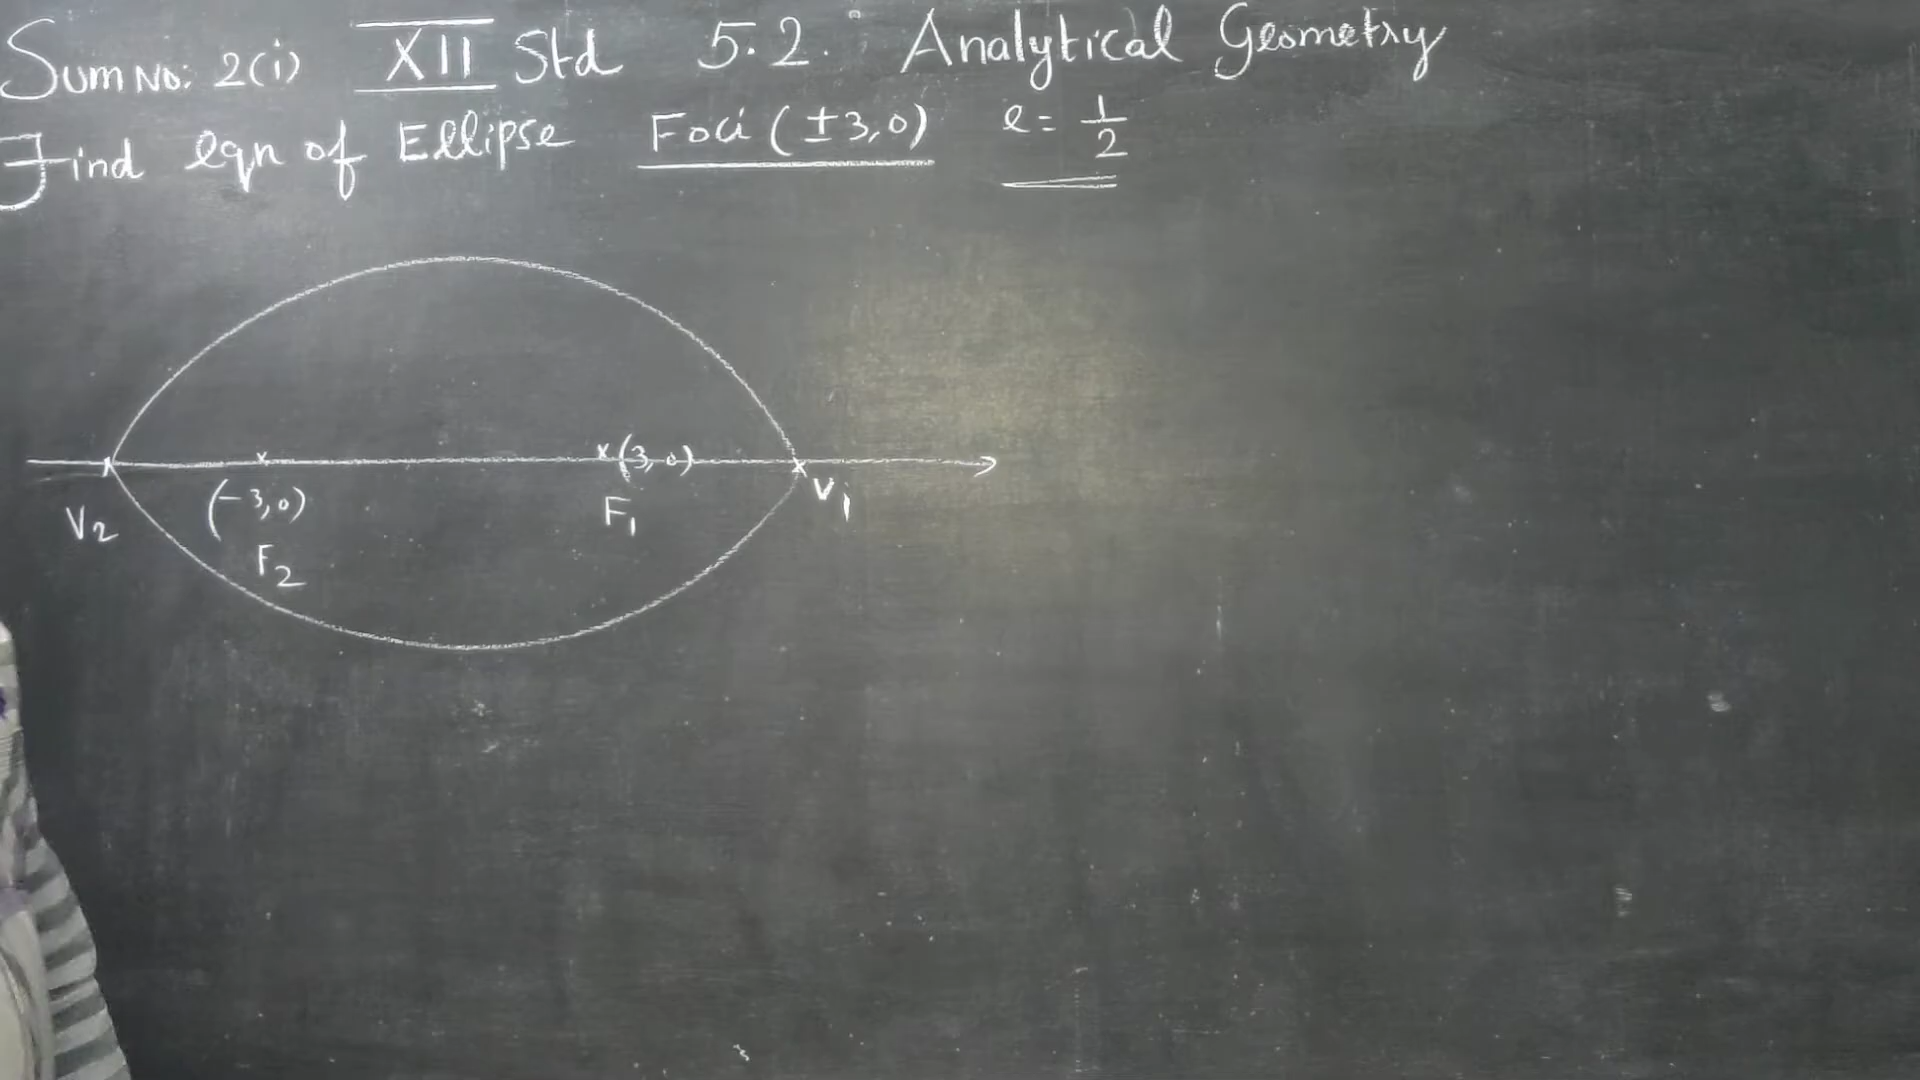 Sum No: 2(i) XII Std 5.2. Analytical Geometry
Find eqn of Ellipse Foci (±3,0) e = 1/2
(3,0)
V2 (-3,0) F1 V1
F2